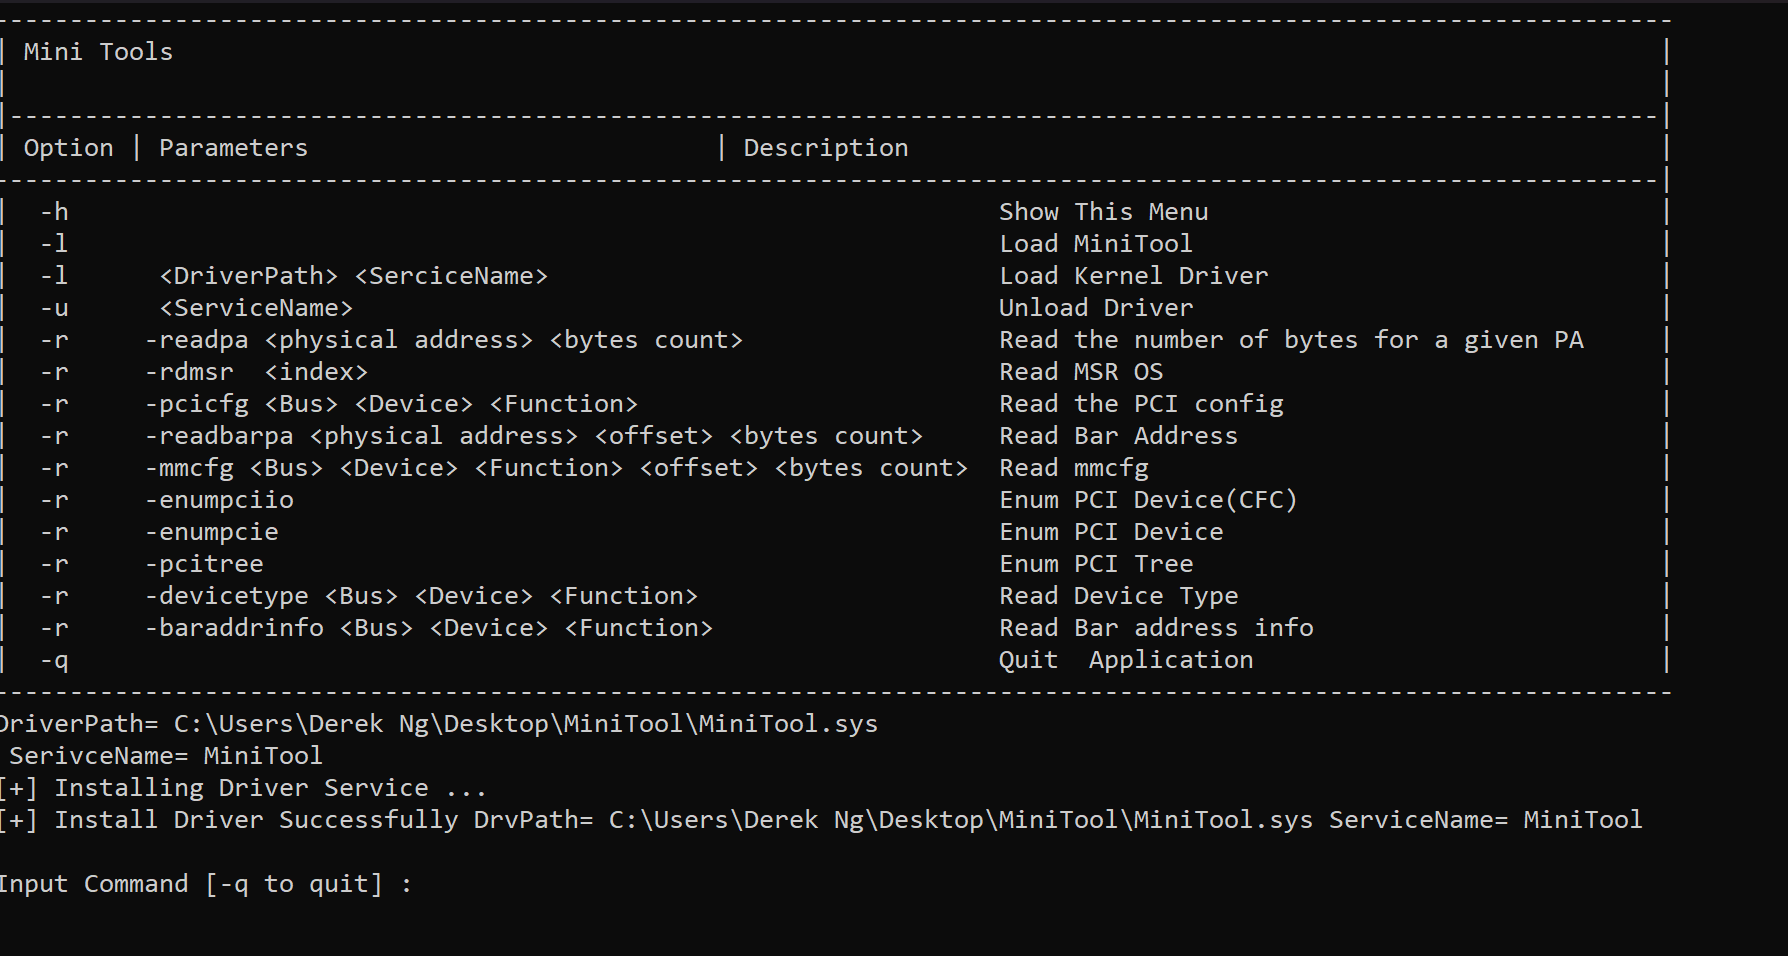 -----------------------------------------------------------------------------------------------------------------
| Mini Tools |
| |
|---------------------------------------------------------------------------------------------------------------|
| Option | Parameters | Description |
----------------------------------------------------------------------------------------------------------------|
| -h Show This Menu |
| -l Load MiniTool |
| -l <DriverPath> <SerciceName> Load Kernel Driver |
| -u <ServiceName> Unload Driver |
| -r -readpa <physical address> <bytes count> Read the number of bytes for a given PA |
| -r -rdmsr <index> Read MSR OS |
| -r -pcicfg <Bus> <Device> <Function> Read the PCI config |
| -r -readbarpa <physical address> <offset> <bytes count> Read Bar Address |
| -r -mmcfg <Bus> <Device> <Function> <offset> <bytes count> Read mmcfg |
| -r -enumpciio Enum PCI Device(CFC) |
| -r -enumpcie Enum PCI Device |
| -r -pcitree Enum PCI Tree |
| -r -devicetype <Bus> <Device> <Function> Read Device Type |
| -r -baraddrinfo <Bus> <Device> <Function> Read Bar address info |
| -q Quit  Application |
-----------------------------------------------------------------------------------------------------------------
DriverPath= C:\Users\Derek Ng\Desktop\MiniTool\MiniTool.sys
SerivceName= MiniTool
[+] Installing Driver Service ...
[+] Install Driver Successfully DrvPath= C:\Users\Derek Ng\Desktop\MiniTool\MiniTool.sys ServiceName= MiniTool
Input Command [-q to quit] :